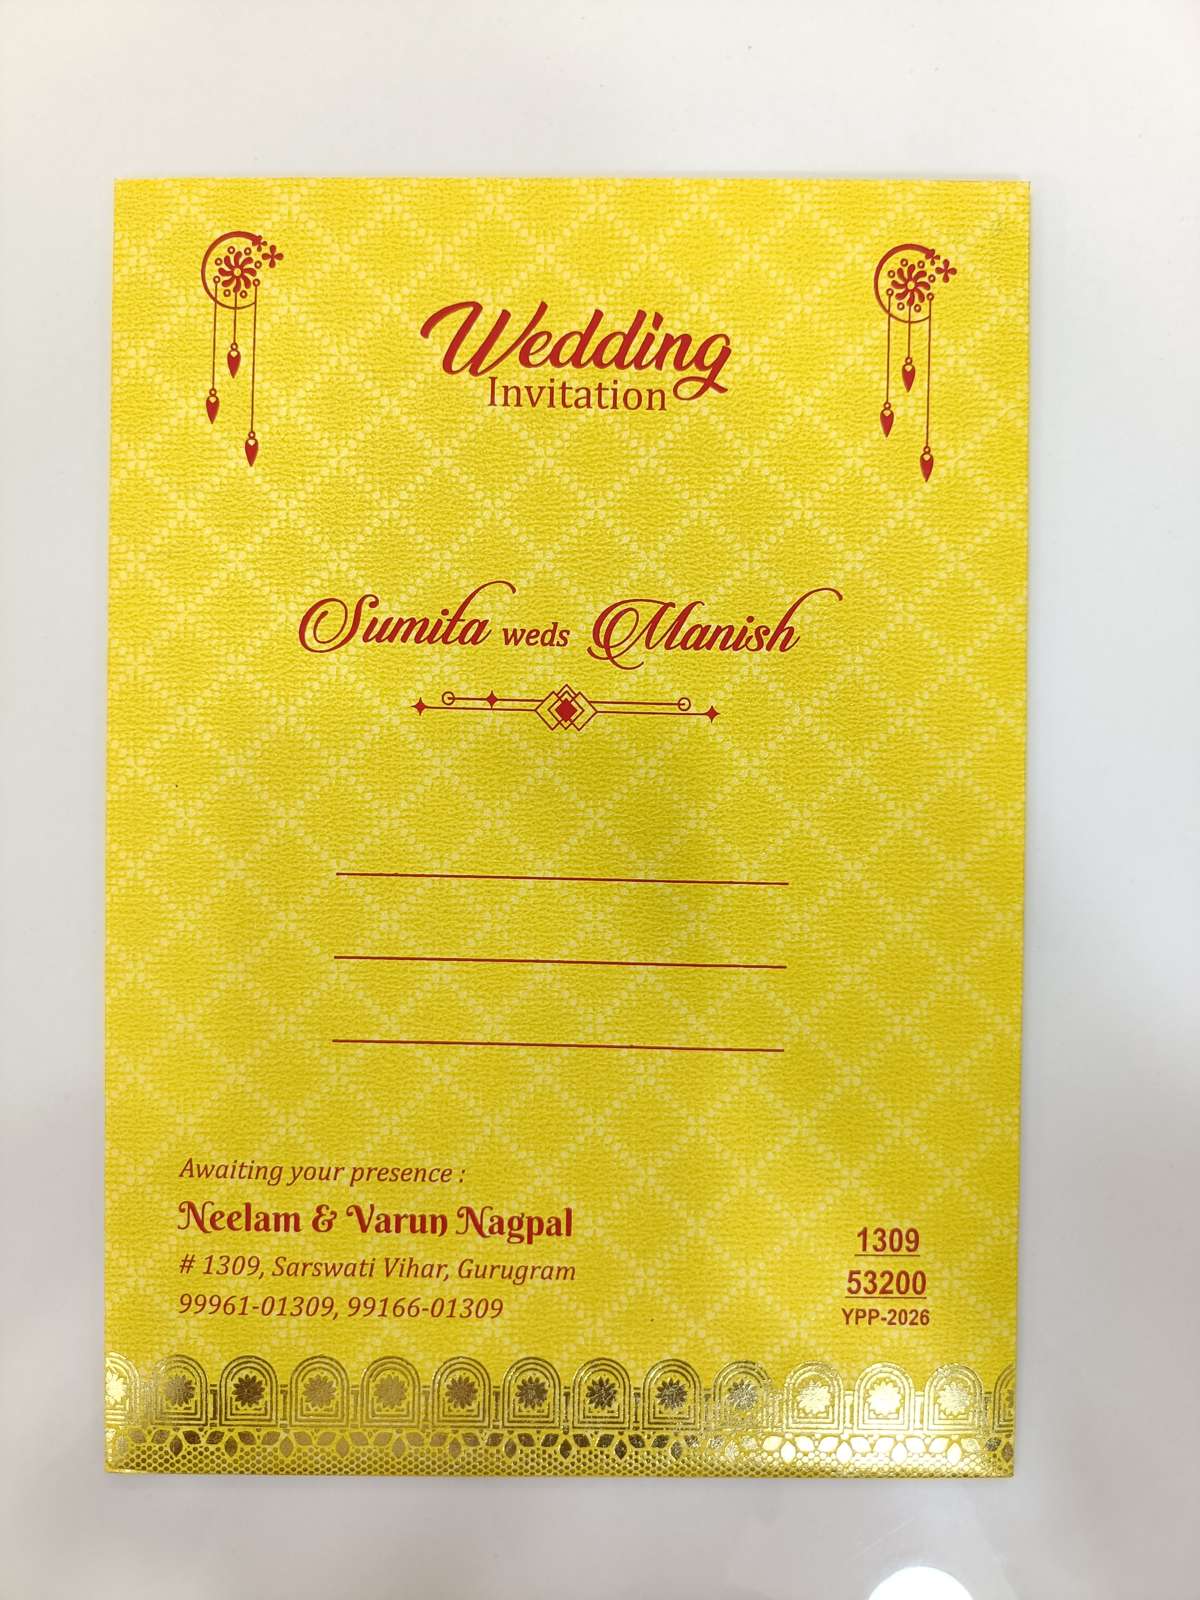 Wedding
Invitation
Sumita weds Manish
Awaiting your presence :
Neelam & Varun Nagpal
# 1309, Sarswati Vihar, Gurugram
99961-01309, 99166-01309
1309
53200
YPP-2026